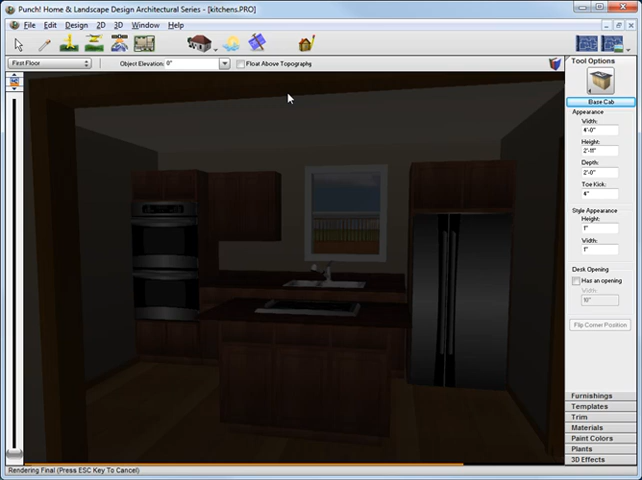 Punch! Home & Landscape Design Architectural Series - [kitchens.PRO]
File Edit Design 2D 3D Window Help
First Floor Object Elevation: 0" Float Above Topography
Tool Options
4
Base Cab
Appearance
Width:
4'-0"
Height:
2'-11"
Depth:
2'-0"
Toe Kick:
4"
Style Appearance
Height:
1"
Width:
1"
Desk Opening
Has an opening
Width:
10"
Flip Corner Position
Furnishings
Templates
Trim
Materials
Paint Colors
Plants
3D Effects
Rendering Final (Press ESC Key To Cancel)